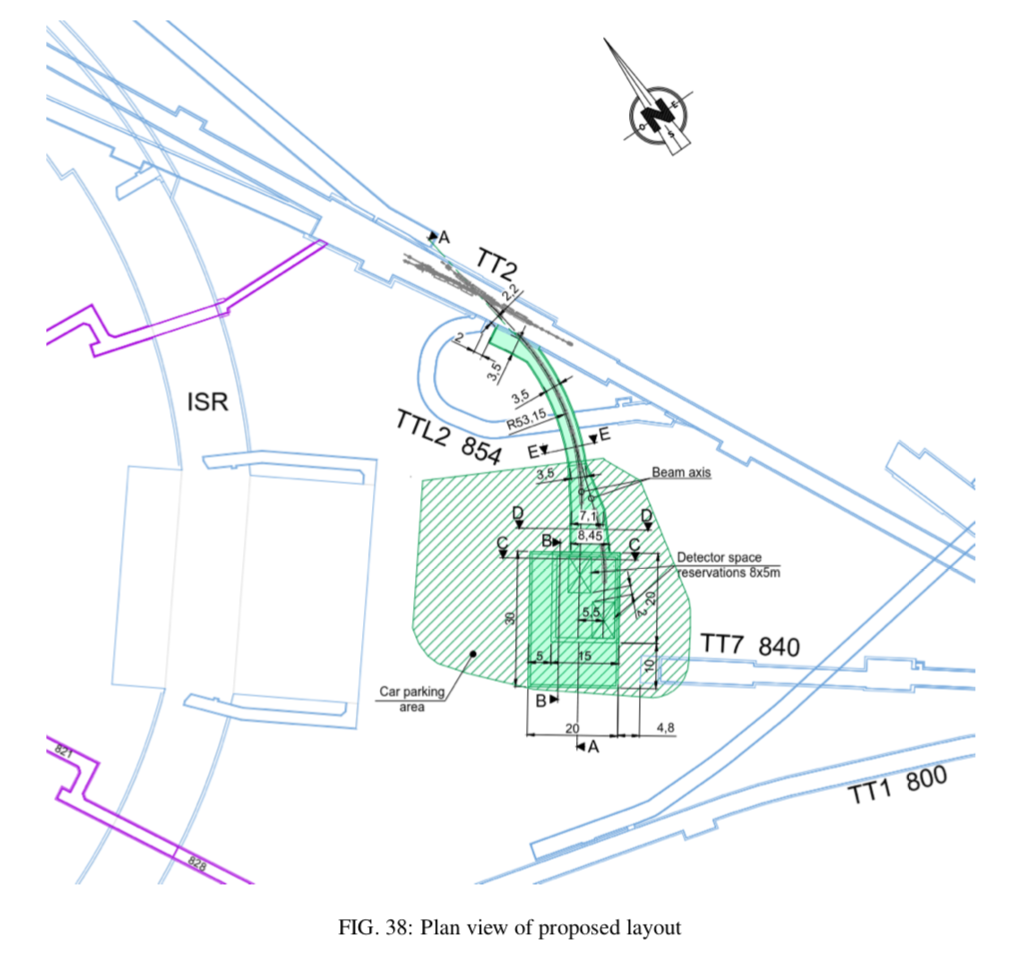 N
E
O
S
A
TT2
2,2
2
3,5
3,5
R53,15
ISR
TTL2 854
E
E
3,5
Beam axis
7,1
D
D
8,45
B
C
C
Detector space
reservations 8x5m
20
2
5,5
30
TT7 840
5
15
10
Car parking
area
B
20
4,8
A
821
TT1 800
828
FIG. 38: Plan view of proposed layout